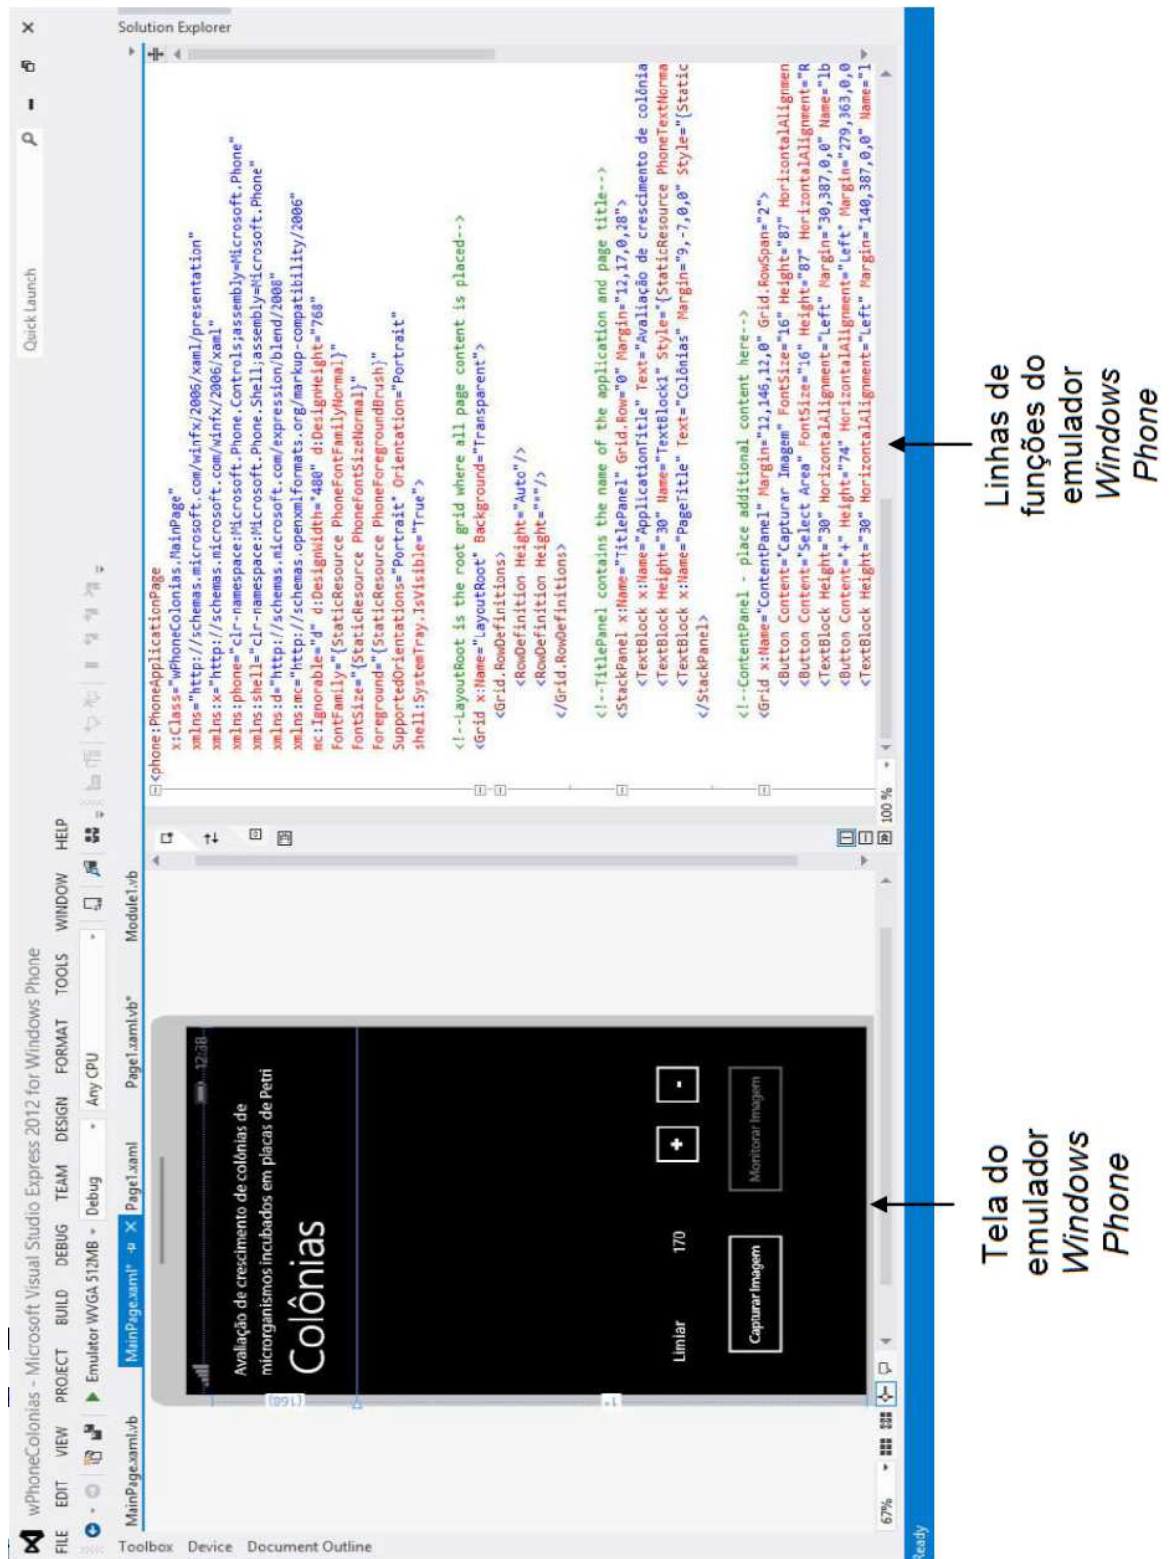 wPhoneColonias - Microsoft Visual Studio Express 2012 for Windows Phone
Quick Launch
FILE EDIT VIEW PROJECT BUILD DEBUG TEAM DESIGN FORMAT TOOLS WINDOW HELP
Emulator WVGA 512MB Debug Any CPU
Toolbox Device Document Outline
MainPage.xaml.vb MainPage.xaml* Page1.xaml Page1.xaml.vb* Module1.vb
Solution Explorer
12:38
Avaliação de crescimento de colônias de
microrganismos incubados em placas de Petri
Colônias
(168)
1*
Limiar 170 + -
Capturar Imagem Monitorar Imagem
67%
<phone:PhoneApplicationPage
x:Class="wPhoneColonias.MainPage"
xmlns="http://schemas.microsoft.com/winfx/2006/xaml/presentation"
xmlns:x="http://schemas.microsoft.com/winfx/2006/xaml"
xmlns:phone="clr-namespace:Microsoft.Phone.Controls;assembly=Microsoft.Phone"
xmlns:shell="clr-namespace:Microsoft.Phone.Shell;assembly=Microsoft.Phone"
xmlns:d="http://schemas.microsoft.com/expression/blend/2008"
xmlns:mc="http://schemas.openxmlformats.org/markup-compatibility/2006"
mc:Ignorable="d" d:DesignWidth="480" d:DesignHeight="768"
FontFamily="{StaticResource PhoneFontFamilyNormal}"
FontSize="{StaticResource PhoneFontSizeNormal}"
Foreground="{StaticResource PhoneForegroundBrush}"
SupportedOrientations="Portrait" Orientation="Portrait"
shell:SystemTray.IsVisible="True">
<!--LayoutRoot is the root grid where all page content is placed-->
<Grid x:Name="LayoutRoot" Background="Transparent">
<Grid.RowDefinitions>
<RowDefinition Height="Auto"/>
<RowDefinition Height="*"/>
</Grid.RowDefinitions>
<!--TitlePanel contains the name of the application and page title-->
<StackPanel x:Name="TitlePanel" Grid.Row="0" Margin="12,17,0,28">
<TextBlock x:Name="ApplicationTitle" Text="Avaliação de crescimento de colônia
<TextBlock Height="30" Name="TextBlock1" Style="{StaticResource PhoneTextNorma
<TextBlock x:Name="PageTitle" Text="Colônias" Margin="9,-7,0,0" Style="{Static
</StackPanel>
<!--ContentPanel - place additional content here-->
<Grid x:Name="ContentPanel" Margin="12,146,12,0" Grid.RowSpan="2">
<Button Content="Capturar Imagem" FontSize="16" Height="87" HorizontalAlignmen
<Button Content="Select Area" FontSize="16" Height="87" HorizontalAlignment="R
<TextBlock Height="30" HorizontalAlignment="Left" Margin="30,387,0,0" Name="lb
<Button Content="+" Height="74" HorizontalAlignment="Left" Margin="279,363,0,0
<TextBlock Height="30" HorizontalAlignment="Left" Margin="140,387,0,0" Name="l
100 %
Ready
Tela do
emulador
Windows
Phone
Linhas de
funções do
emulador
Windows
Phone